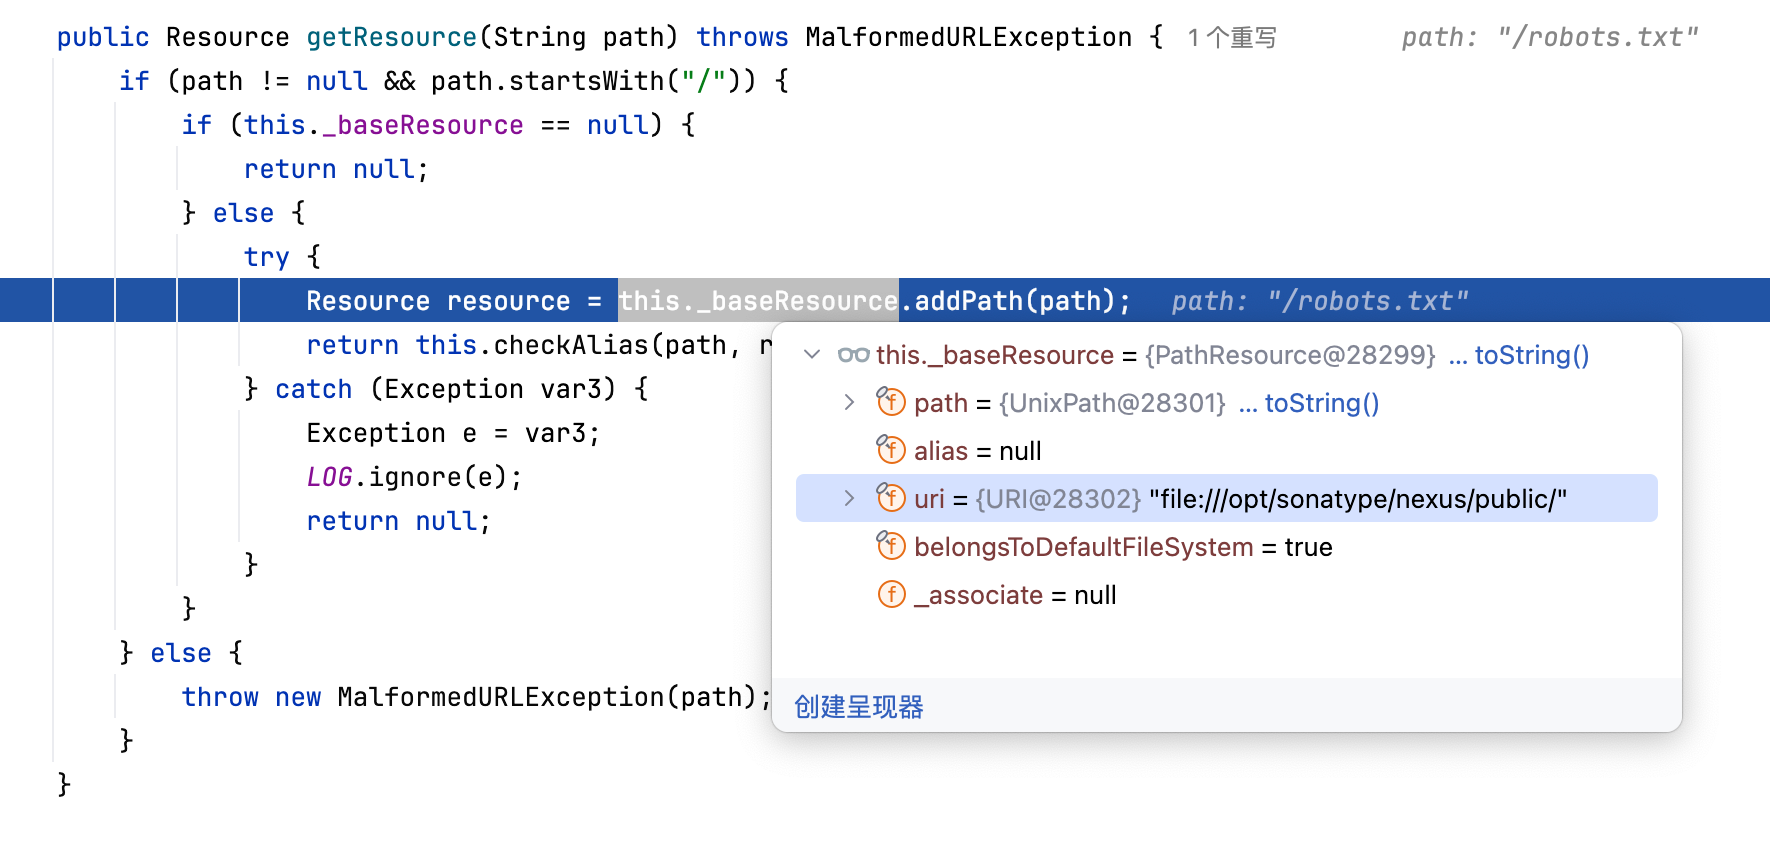 public Resource getResource(String path) throws MalformedURLException { 1个重写 path: "/robots.txt"
if (path != null && path.startsWith("/")) {
if (this._baseResource == null) {
return null;
} else {
try {
Resource resource = this._baseResource.addPath(path); path: "/robots.txt"
return this.checkAlias(path, r
} catch (Exception var3) {
Exception e = var3;
LOG.ignore(e);
return null;
}
}
} else {
throw new MalformedURLException(path);
}
}
this._baseResource = {PathResource@28299} ... toString()
path = {UnixPath@28301} ... toString()
alias = null
uri = {URI@28302} "file:///opt/sonatype/nexus/public/"
belongsToDefaultFileSystem = true
_associate = null
创建呈现器